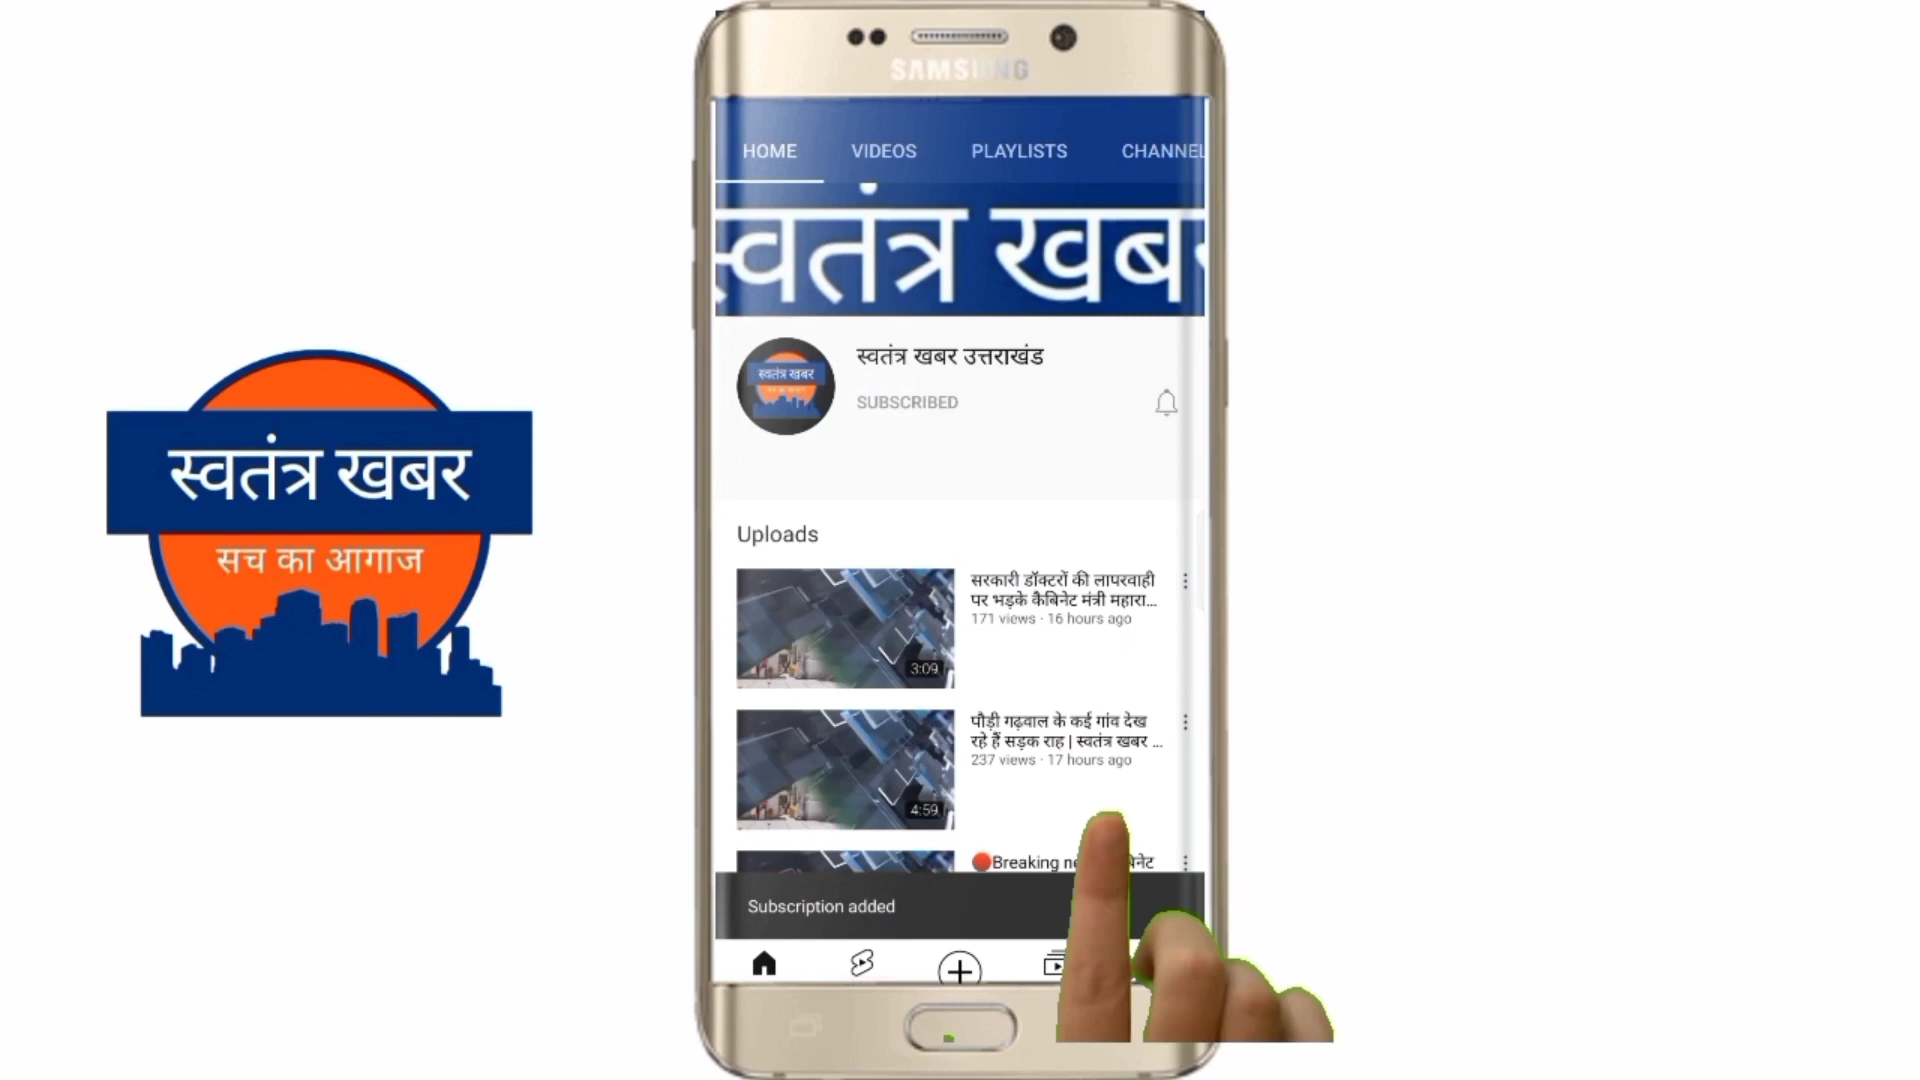 स्वतंत्र खबर
सच का आगाज
SAMSUNG
HOME VIDEOS PLAYLISTS CHANNEL
स्वतंत्र खबर
स्वतंत्र खबर
स्वतंत्र खबर उत्तराखंड
SUBSCRIBED
Uploads
सरकारी डॉक्टरों की लापरवाही
पर भड़के कैबिनेट मंत्री महारा...
171 views · 16 hours ago
3:09
पौड़ी गढ़वाल के कई गांव देख
रहे हैं सड़क राह | स्वतंत्र खबर ...
237 views · 17 hours ago
4:59
🔴Breaking
Subscription added